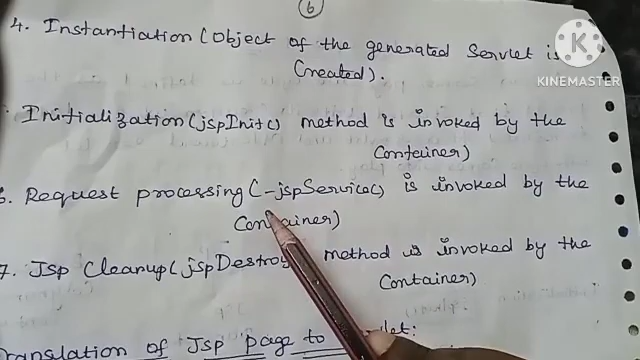 6
4. Instantiation (Object of the generated Servlet is
Created).
K
KINEMASTER
Initialization (jspInit() method is invoked by the
Container)
6. Request processing (-jspService() is invoked by the
Container)
7. Jsp Cleanup (jspDestroy method is invoked by the
Container)
Translation of Jsp page to